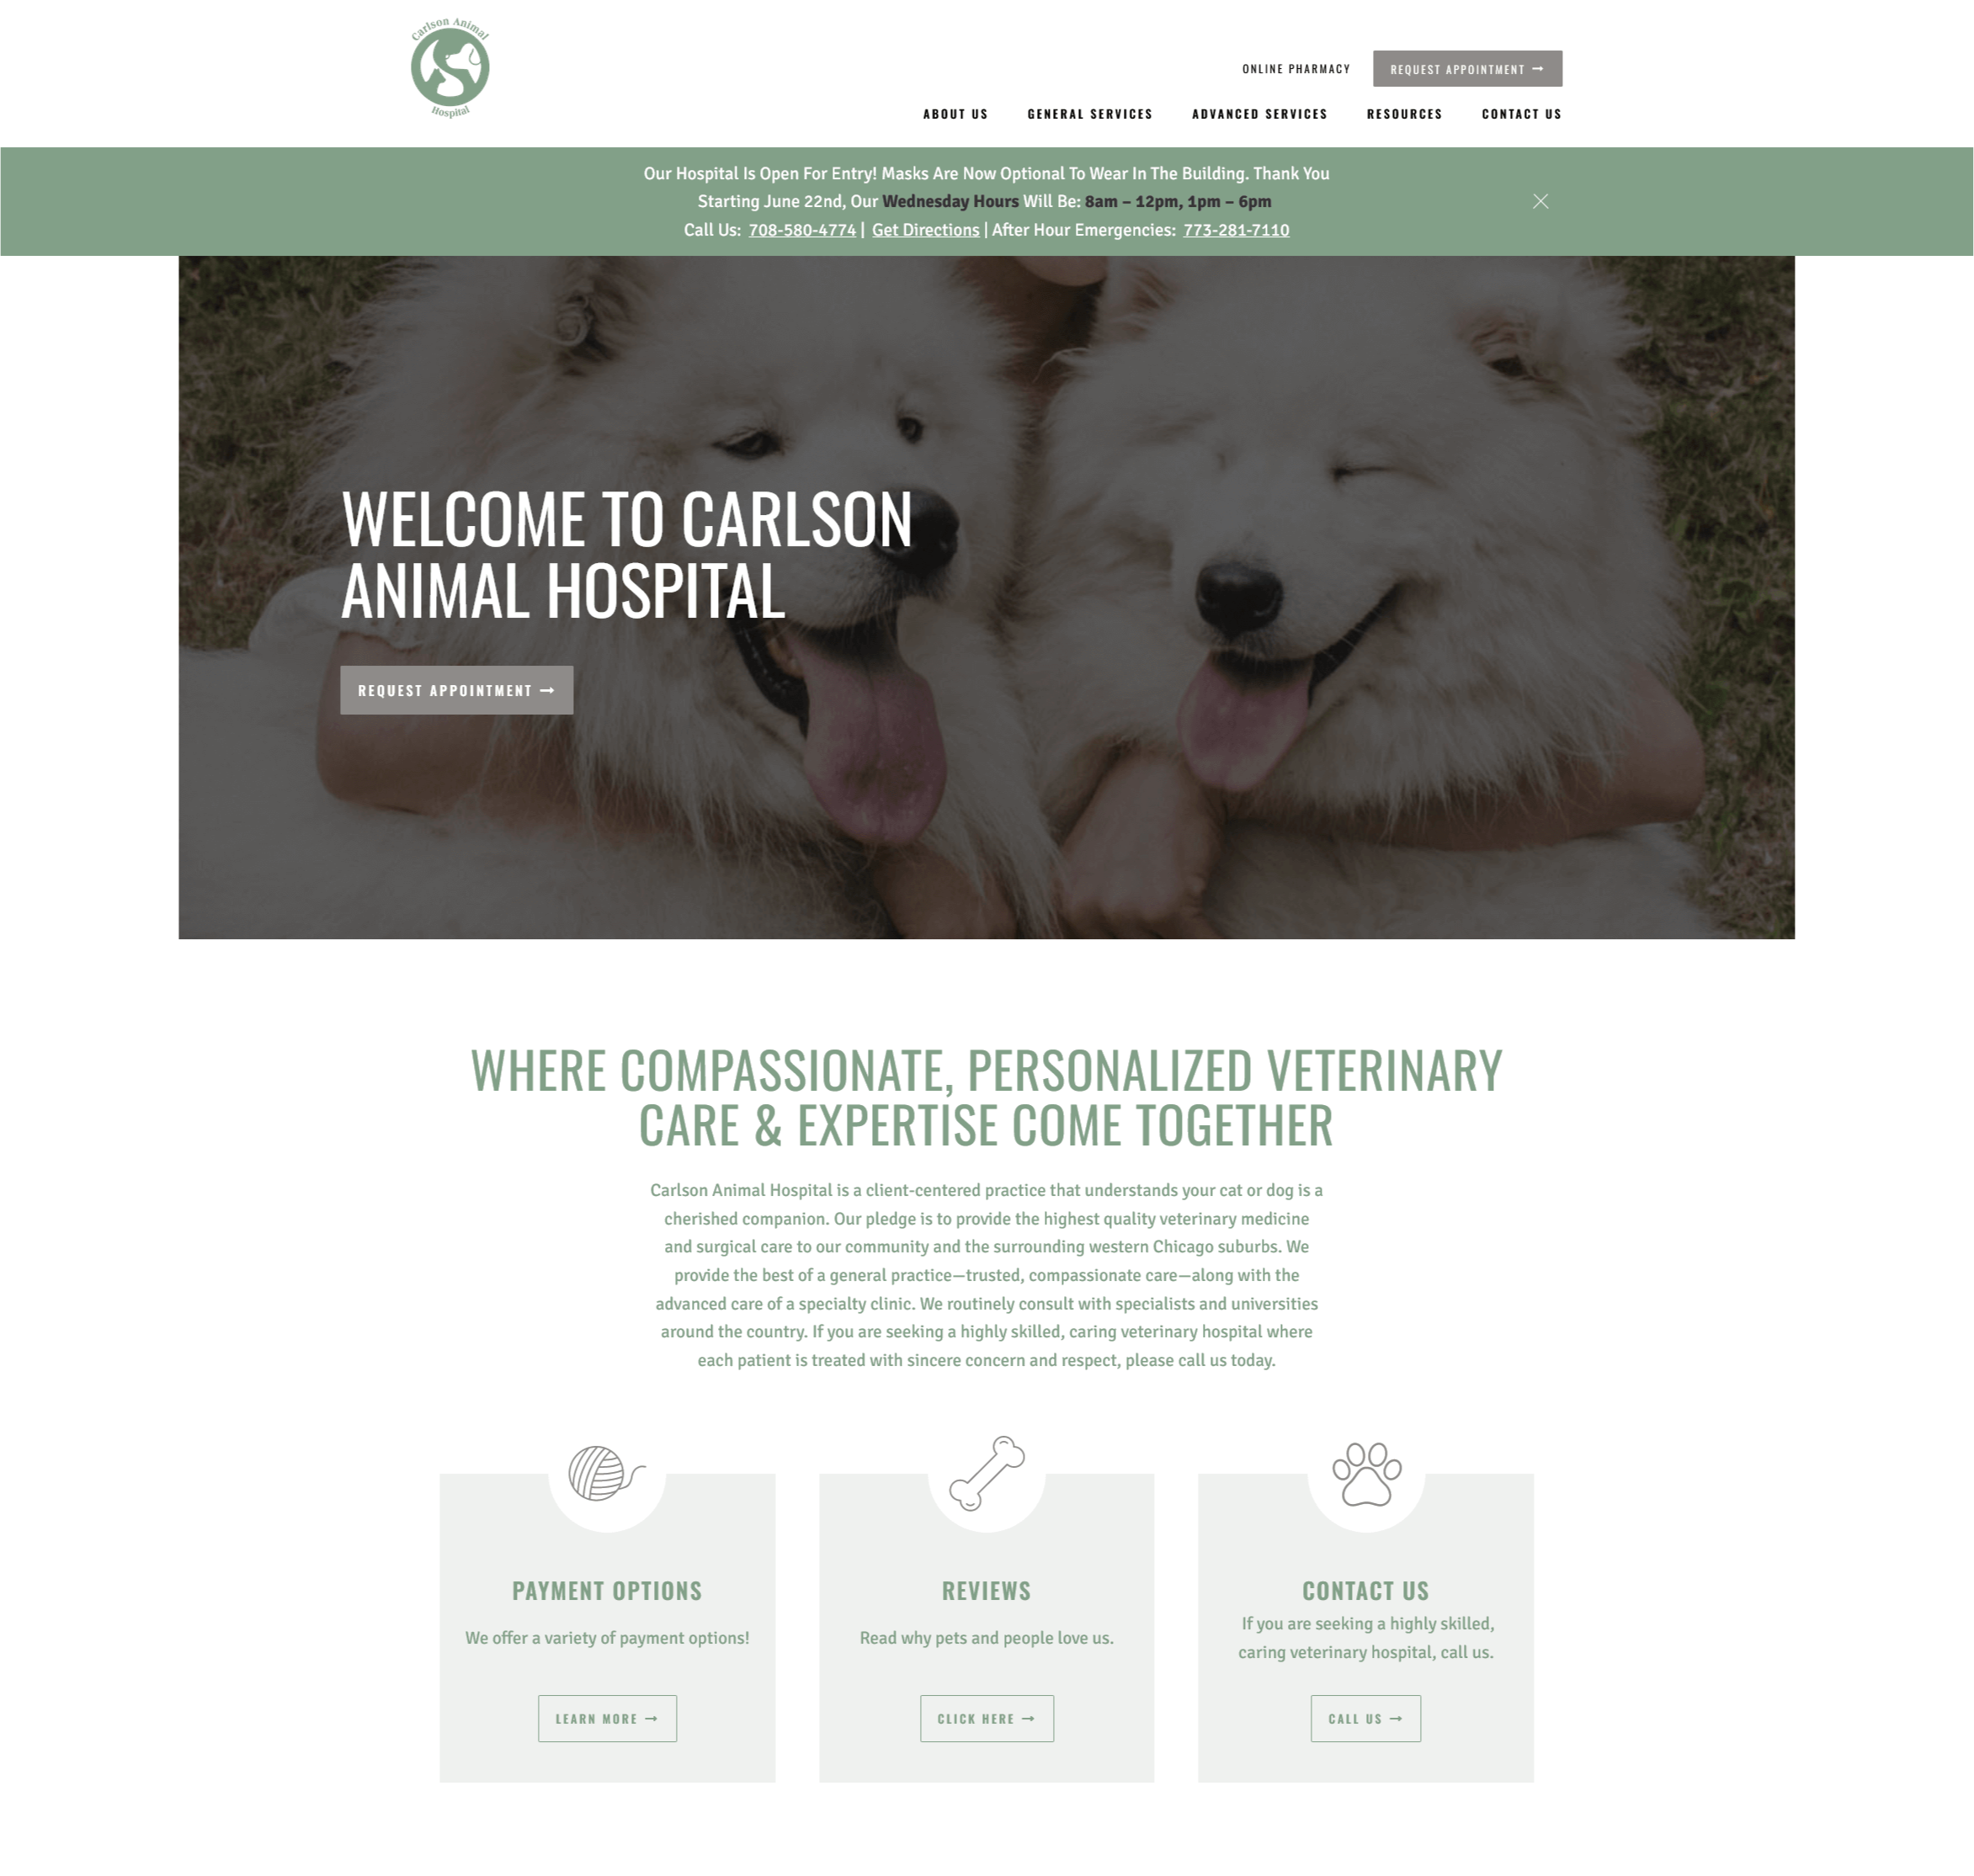 Carlson Animal
Hospital
ONLINE PHARMACY
REQUEST APPOINTMENT
ABOUT US
GENERAL SERVICES
ADVANCED SERVICES
RESOURCES
CONTACT US
Our Hospital Is Open For Entry! Masks Are Now Optional To Wear In The Building. Thank You
Starting June 22nd, Our Wednesday Hours Will Be: 8am – 12pm, 1pm – 6pm
Call Us: 708-580-4774 | Get Directions | After Hour Emergencies: 773-281-7110
WELCOME TO CARLSON
ANIMAL HOSPITAL
REQUEST APPOINTMENT
WHERE COMPASSIONATE, PERSONALIZED VETERINARY
CARE & EXPERTISE COME TOGETHER
Carlson Animal Hospital is a client-centered practice that understands your cat or dog is a
cherished companion. Our pledge is to provide the highest quality veterinary medicine
and surgical care to our community and the surrounding western Chicago suburbs. We
provide the best of a general practice—trusted, compassionate care—along with the
advanced care of a specialty clinic. We routinely consult with specialists and universities
around the country. If you are seeking a highly skilled, caring veterinary hospital where
each patient is treated with sincere concern and respect, please call us today.
PAYMENT OPTIONS
We offer a variety of payment options!
LEARN MORE
REVIEWS
Read why pets and people love us.
CLICK HERE
CONTACT US
If you are seeking a highly skilled,
caring veterinary hospital, call us.
CALL US